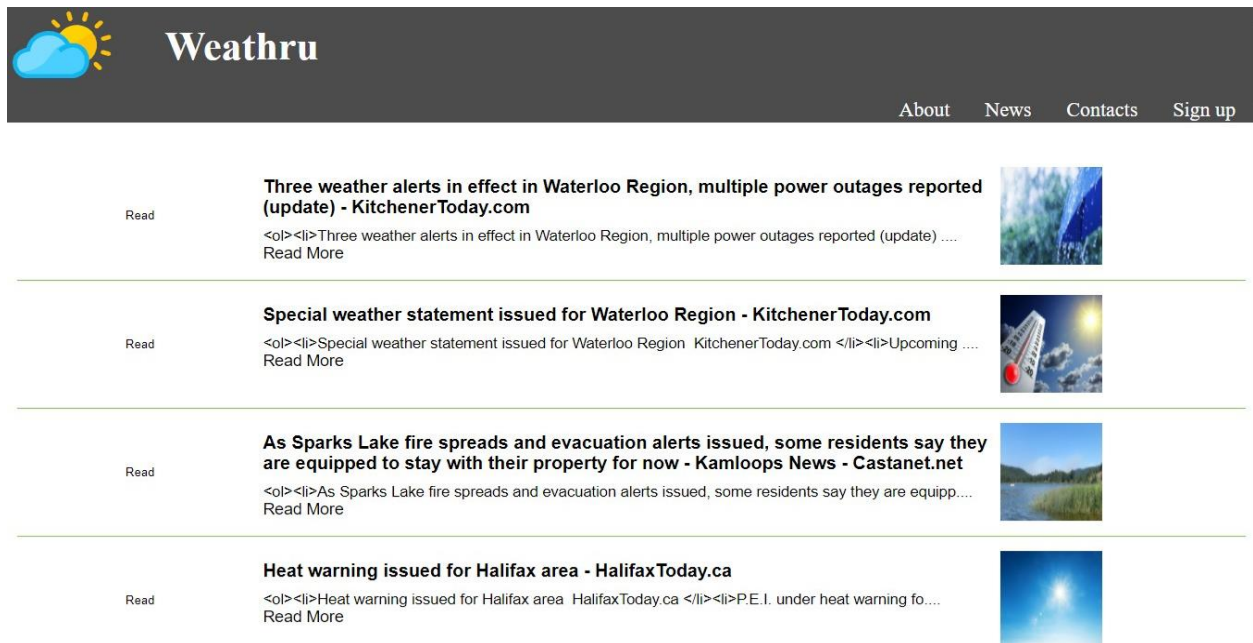 Weathru
About News Contacts Sign up
Read
Three weather alerts in effect in Waterloo Region, multiple power outages reported
(update) - KitchenerToday.com
<ol><li>Three weather alerts in effect in Waterloo Region, multiple power outages reported (update) ....
Read More
Read
Special weather statement issued for Waterloo Region - KitchenerToday.com
<ol><li>Special weather statement issued for Waterloo Region  KitchenerToday.com </li><li>Upcoming ....
Read More
Read
As Sparks Lake fire spreads and evacuation alerts issued, some residents say they
are equipped to stay with their property for now - Kamloops News - Castanet.net
<ol><li>As Sparks Lake fire spreads and evacuation alerts issued, some residents say they are equipp....
Read More
Read
Heat warning issued for Halifax area - HalifaxToday.ca
<ol><li>Heat warning issued for Halifax area  HalifaxToday.ca </li><li>P.E.I. under heat warning fo....
Read More